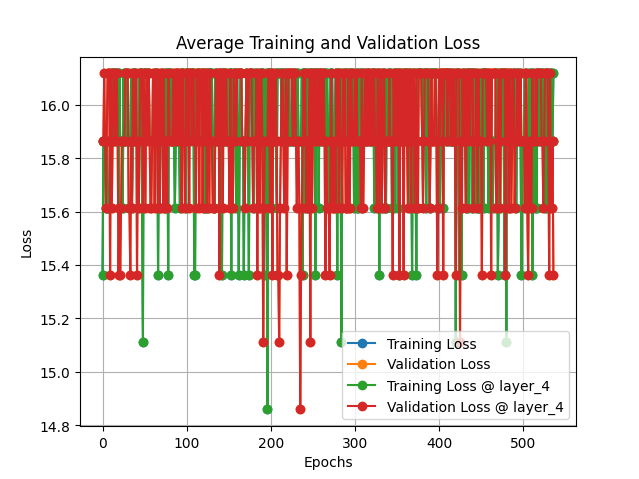 Average Training and Validation Loss
Loss
16.0
15.8
15.6
15.4
15.2
15.0
14.8
Training Loss
Validation Loss
Training Loss @ layer_4
Validation Loss @ layer_4
0
100
200
300
400
500
Epochs